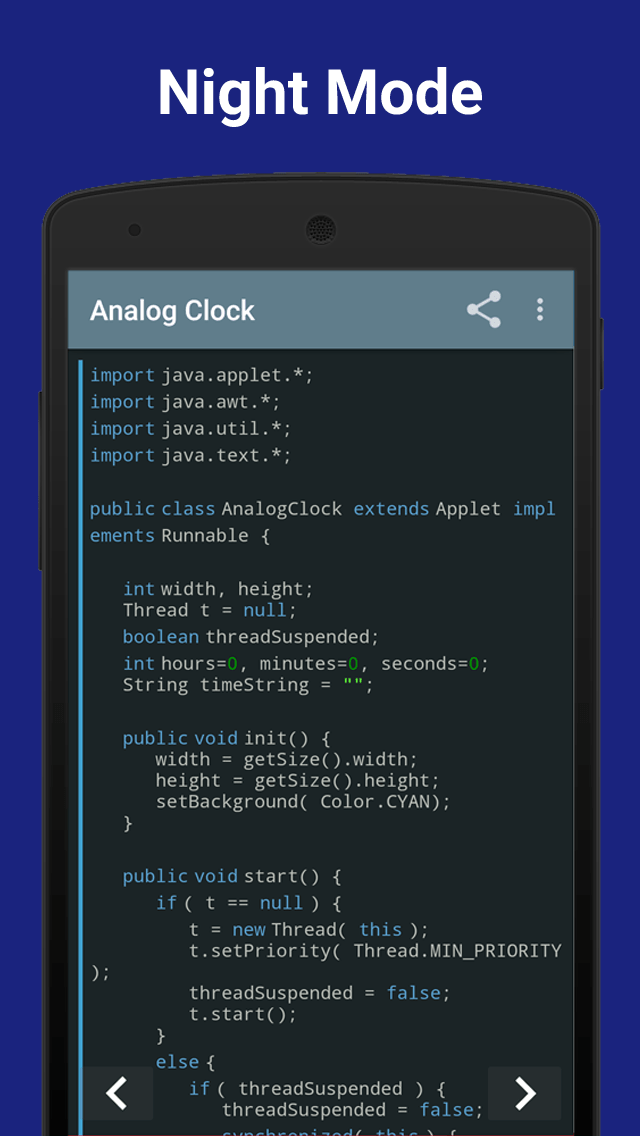 Night Mode
Analog Clock
import java.applet.*;
import java.awt.*;
import java.util.*;
import java.text.*;
public class AnalogClock extends Applet impl
ements Runnable {
int width, height;
Thread t = null;
boolean threadSuspended;
int hours=0, minutes=0, seconds=0;
String timeString = "";
public void init() {
width = getSize().width;
height = getSize().height;
setBackground( Color.CYAN);
}
public void start() {
if ( t == null ) {
t = new Thread( this );
t.setPriority( Thread.MIN_PRIORITY
);
threadSuspended = false;
t.start();
}
else {
if ( threadSuspended ) {
threadSuspended = false;
synchronized( this ) {